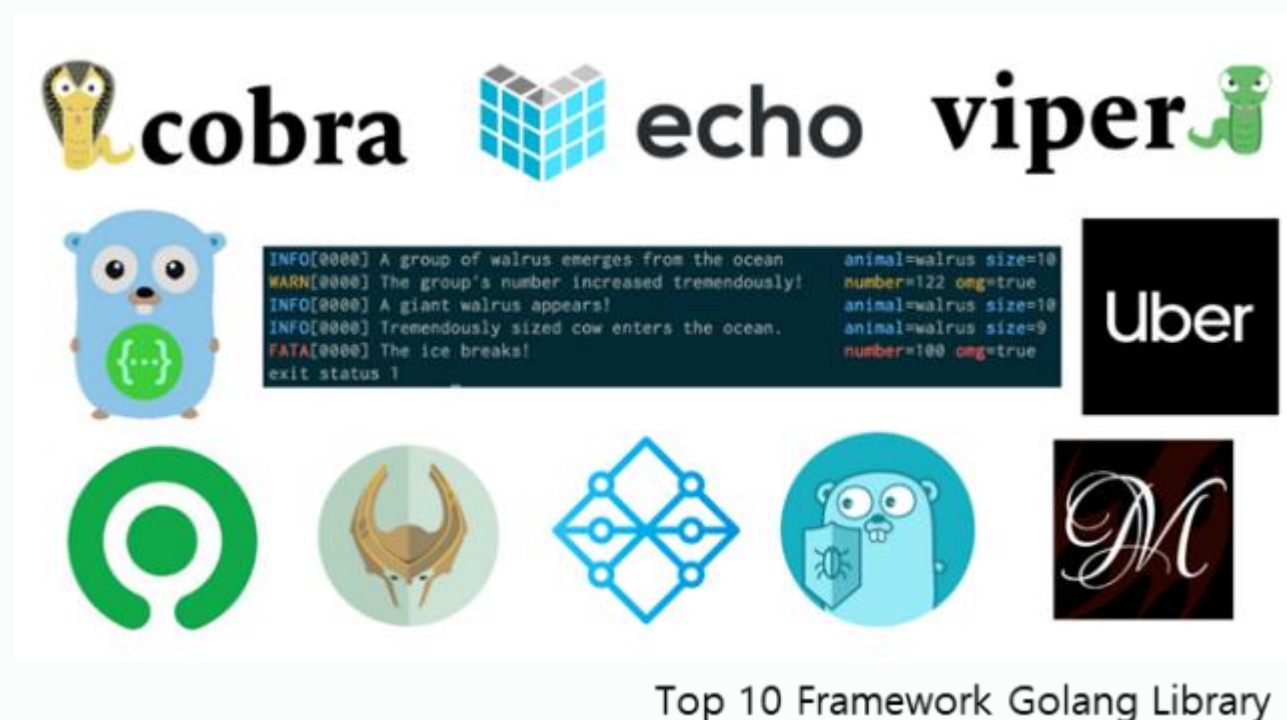 cobra
echo
viper
{...}
INFO[0000] A group of walrus emerges from the ocean animal=walrus size=10
WARN[0000] The group's number increased tremendously! number=122 omg=true
INFO[0000] A giant walrus appears! animal=walrus size=10
INFO[0000] Tremendously sized cow enters the ocean. animal=walrus size=9
FATA[0000] The ice breaks! number=100 omg=true
exit status 1
Uber
M
Top 10 Framework Golang Library